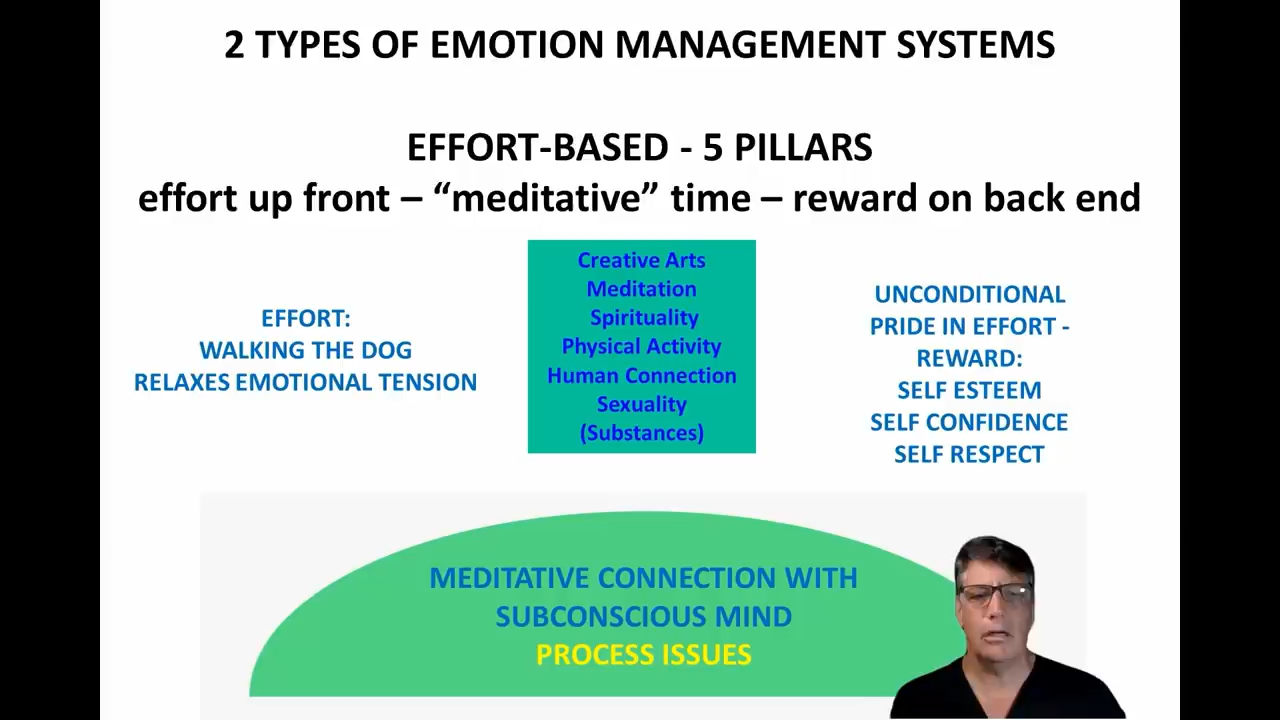 2 TYPES OF EMOTION MANAGEMENT SYSTEMS
EFFORT-BASED - 5 PILLARS
effort up front – “meditative” time – reward on back end
EFFORT:
WALKING THE DOG
RELAXES EMOTIONAL TENSION
Creative Arts
Meditation
Spirituality
Physical Activity
Human Connection
Sexuality
(Substances)
UNCONDITIONAL
PRIDE IN EFFORT -
REWARD:
SELF ESTEEM
SELF CONFIDENCE
SELF RESPECT
MEDITATIVE CONNECTION WITH
SUBCONSCIOUS MIND
PROCESS ISSUES